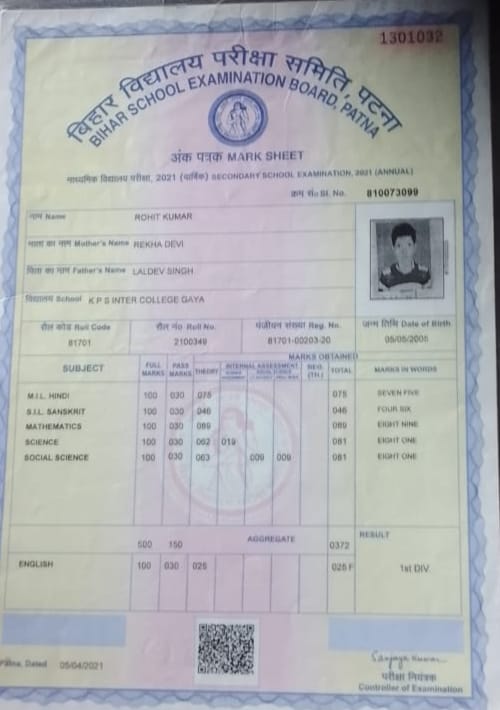 1301032
बिहार विद्यालय परीक्षा समिति, पटना
BIHAR SCHOOL EXAMINATION BOARD, PATNA
अंक पत्रक MARK SHEET
माध्यमिक विद्यालय परीक्षा, 2021 (वार्षिक) SECONDARY SCHOOL EXAMINATION, 2021 (ANNUAL)
क्रम सं० Sl. No. 810073099
नाम Name ROHIT KUMAR
माता का नाम Mother's Name REKHA DEVI
पिता का नाम Father's Name LALDEV SINGH
विद्यालय School K P S INTER COLLEGE GAYA
रौल कोड Roll Code रौल नं० Roll No. पंजीयन संख्या Reg. No. जन्म तिथि Date of Birth
81701 2100349 81701-00203-20 05/05/2005
MARKS OBTAINED
SUBJECT FULL MARKS PASS MARKS THEORY INTERNAL ASSESSMENT REG. (TH.) TOTAL MARKS IN WORDS
M.I.L. HINDI 100 030 075 075 SEVEN FIVE
S.I.L. SANSKRIT 100 030 046 046 FOUR SIX
MATHEMATICS 100 030 089 089 EIGHT NINE
SCIENCE 100 030 062 019 081 EIGHT ONE
SOCIAL SCIENCE 100 030 063 009 009 081 EIGHT ONE
500 150 AGGREGATE 0372 RESULT
ENGLISH 100 030 025 025 F 1st DIV.
Patna, Dated 05/04/2021
Sanjay Kumar
परीक्षा नियंत्रक
Controller of Examination